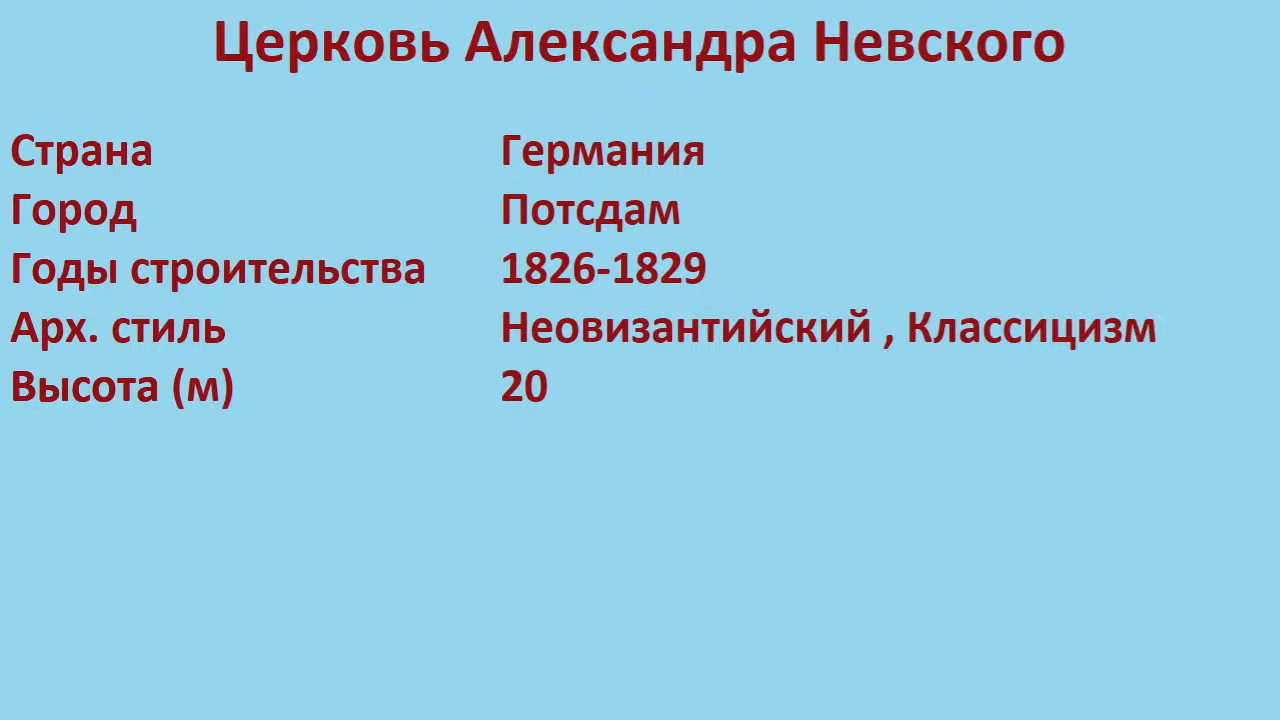 Церковь Александра Невского
Страна Германия
Город Потсдам
Годы строительства 1826-1829
Арх. стиль Неовизантийский , Классицизм
Высота (м) 20